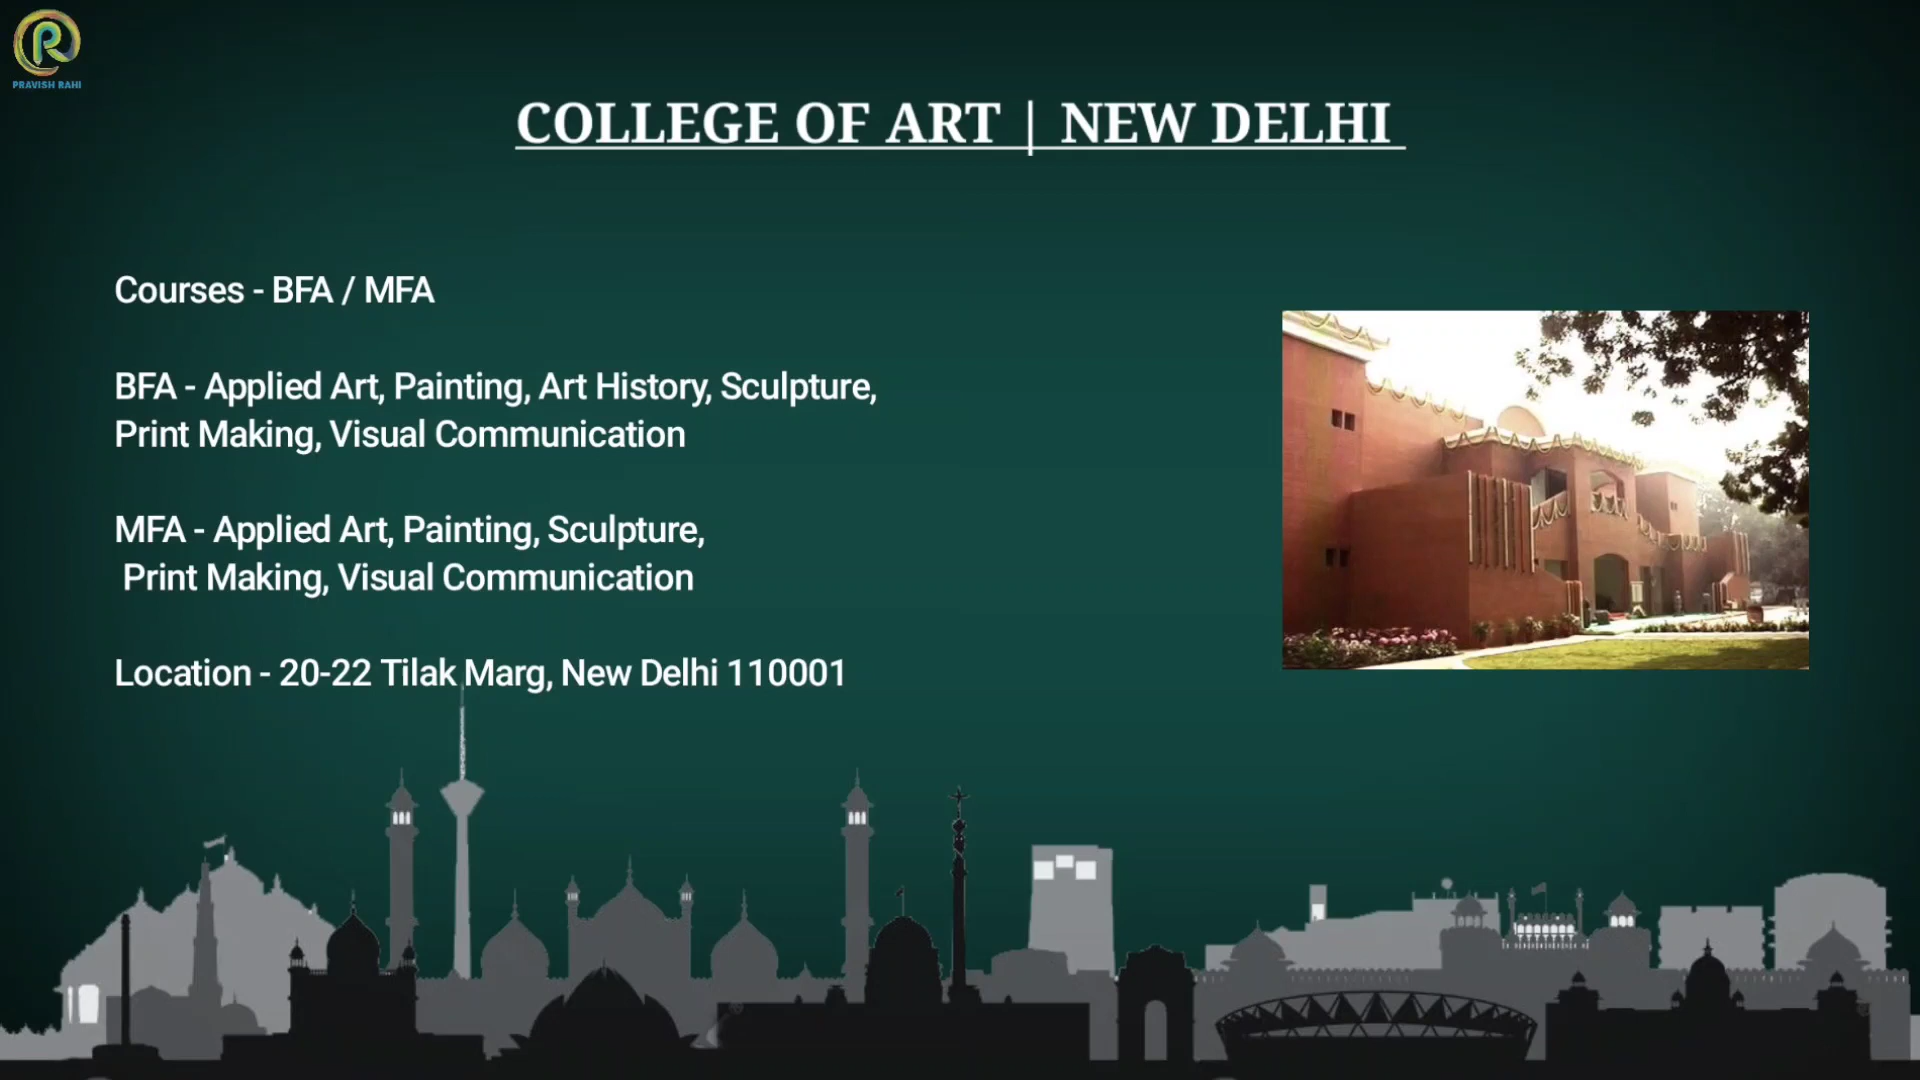 PRAVISH RAHI
COLLEGE OF ART | NEW DELHI
Courses - BFA / MFA
BFA - Applied Art, Painting, Art History, Sculpture,
Print Making, Visual Communication
MFA - Applied Art, Painting, Sculpture,
Print Making, Visual Communication
Location - 20-22 Tilak Marg, New Delhi 110001